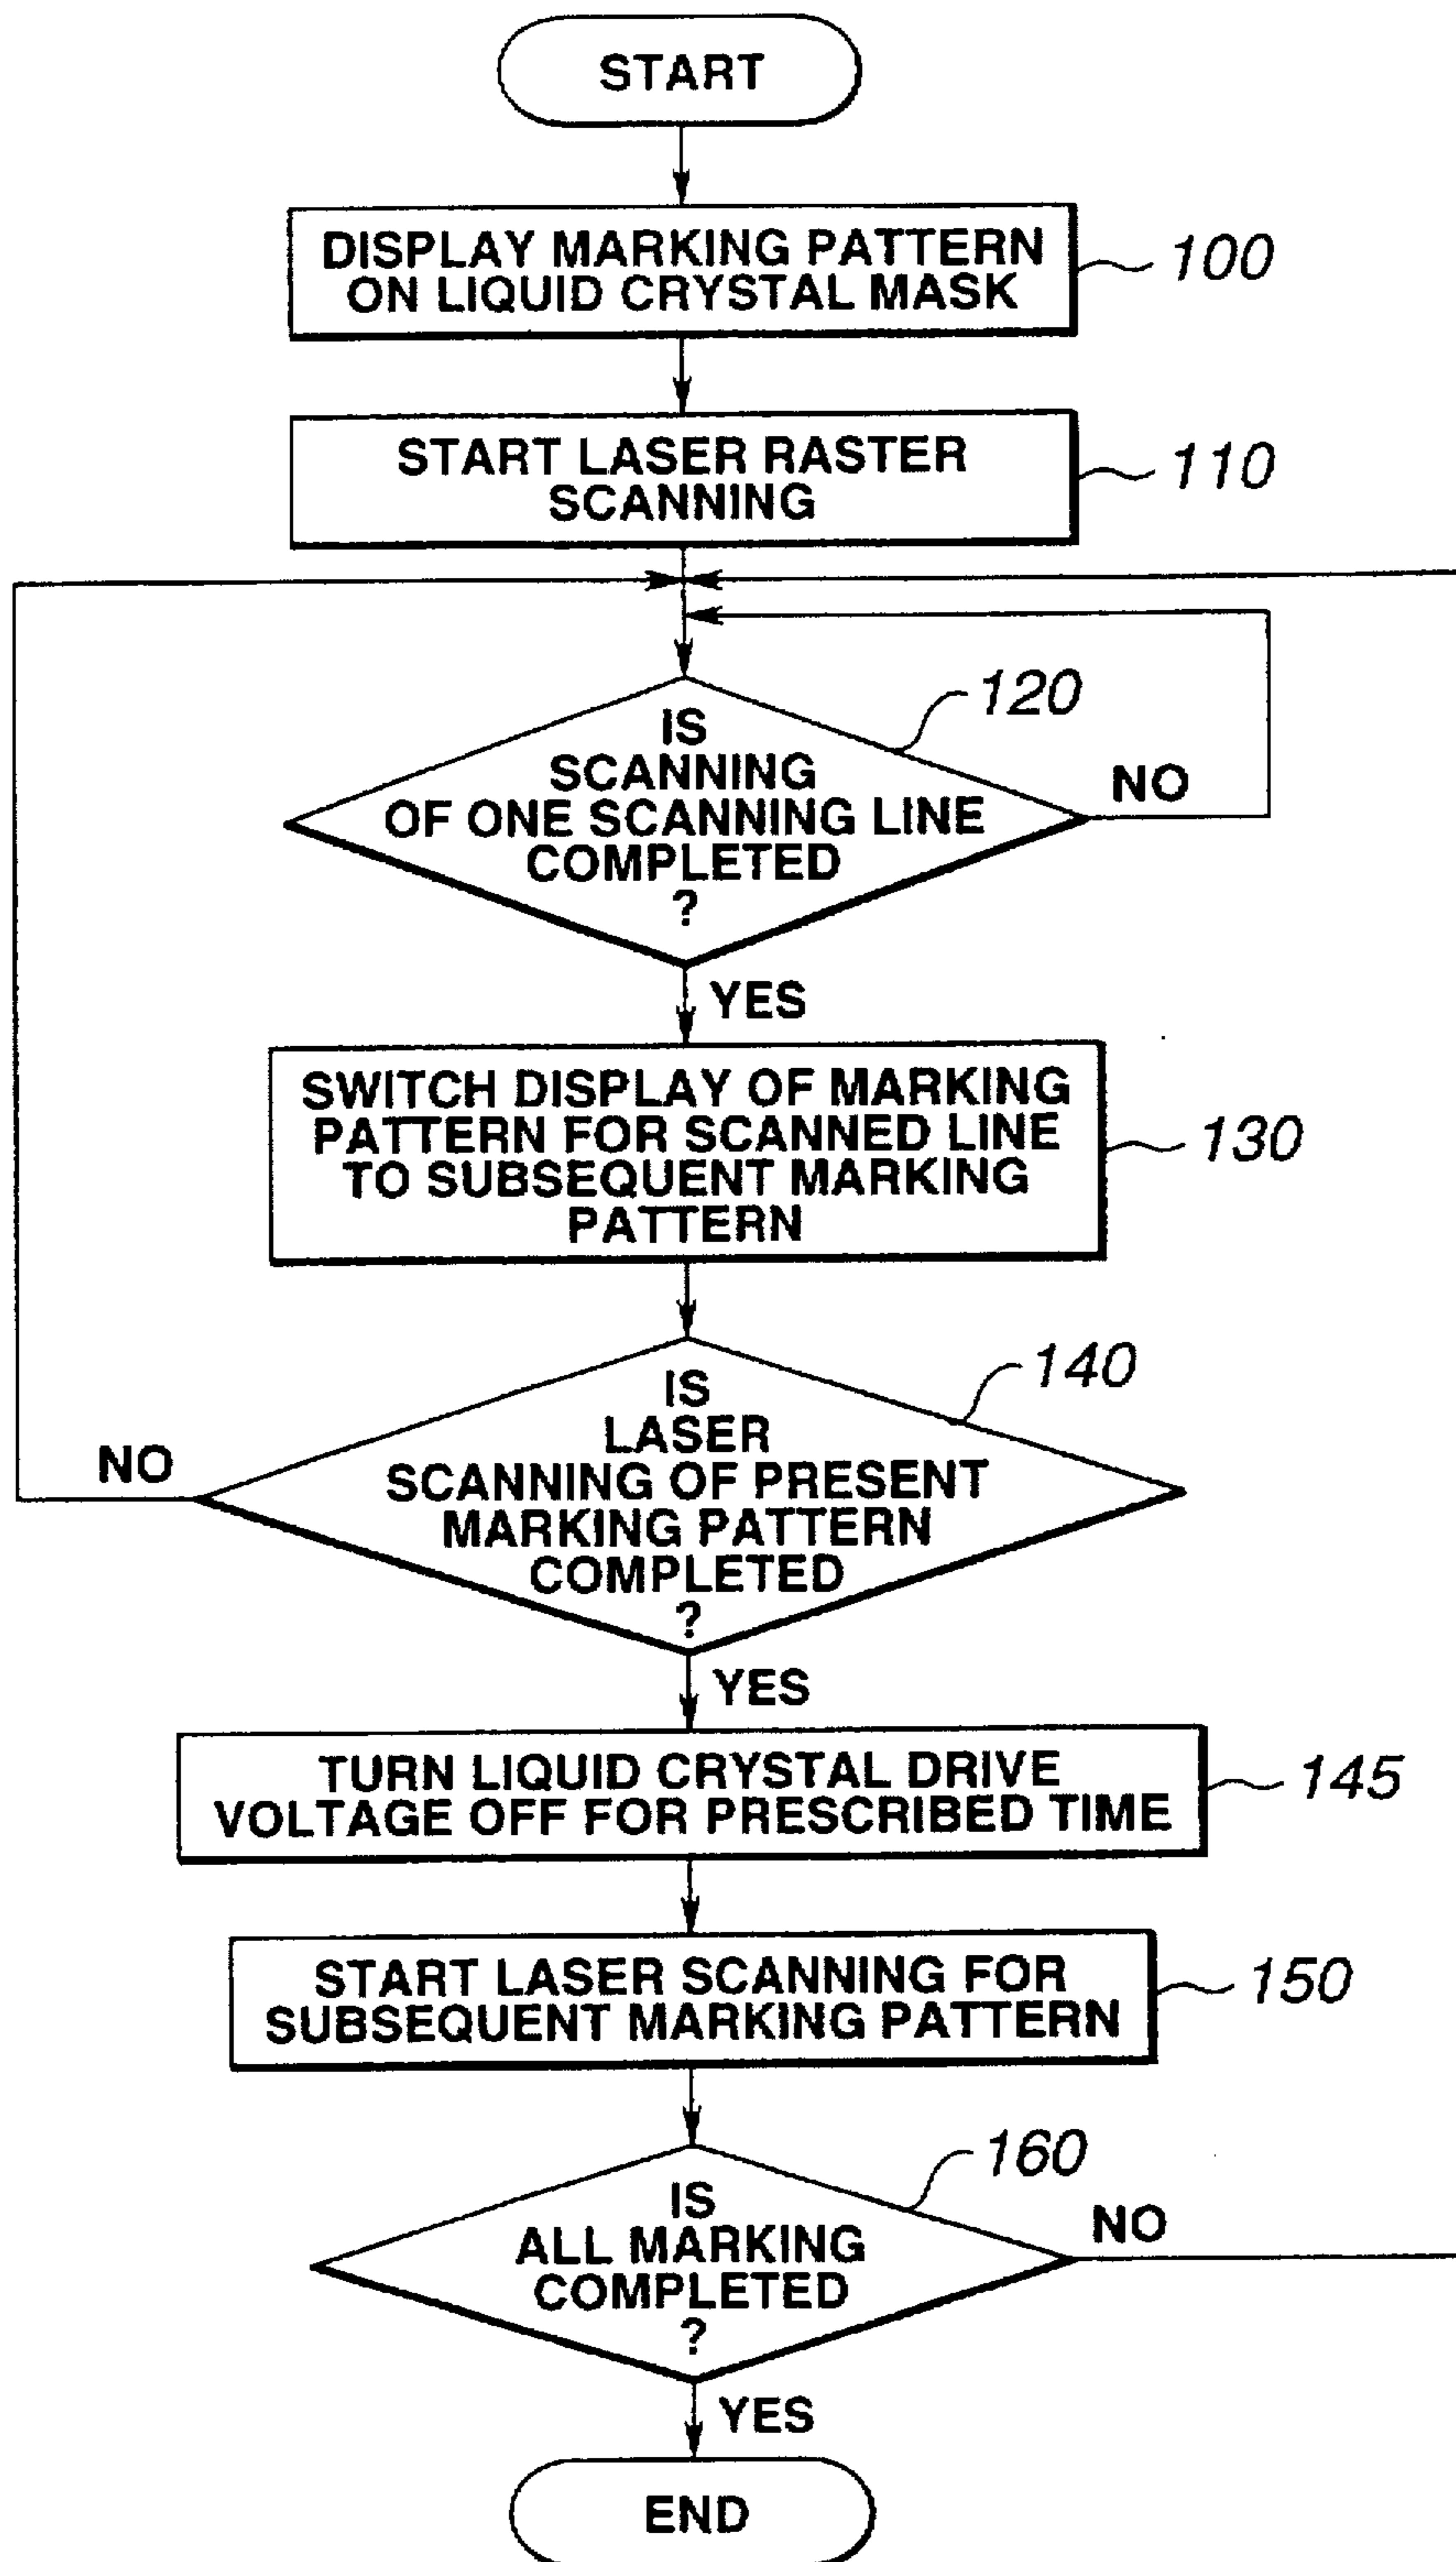 START
DISPLAY MARKING PATTERN
ON LIQUID CRYSTAL MASK
100
START LASER RASTER
SCANNING
110
120
IS
SCANNING
OF ONE SCANNING LINE
COMPLETED
?
NO
YES
SWITCH DISPLAY OF MARKING
PATTERN FOR SCANNED LINE
TO SUBSEQUENT MARKING
PATTERN
130
140
IS
LASER
SCANNING OF PRESENT
MARKING PATTERN
COMPLETED
?
NO
YES
TURN LIQUID CRYSTAL DRIVE
VOLTAGE OFF FOR PRESCRIBED TIME
145
START LASER SCANNING FOR
SUBSEQUENT MARKING PATTERN
150
160
IS
ALL MARKING
COMPLETED
?
NO
YES
END